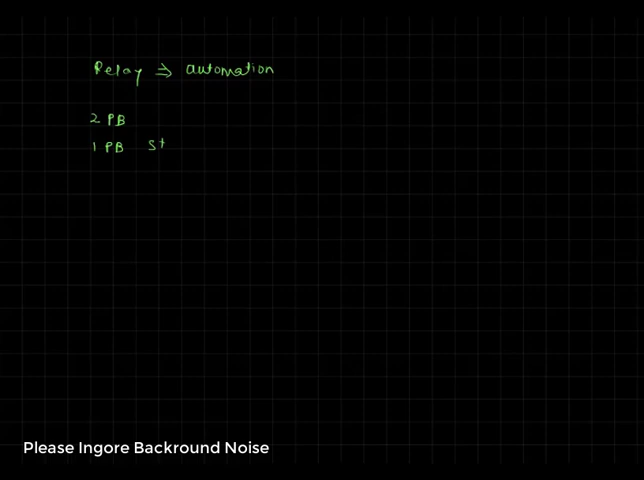 Relay ⇒ automation
2 PB
1 PB st
Please Ingore Backround Noise